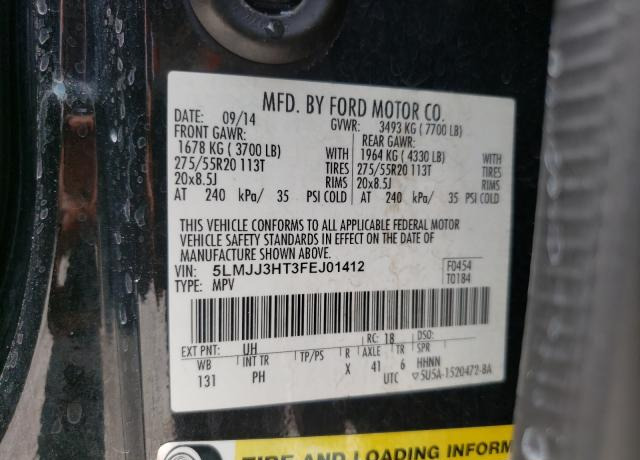 MFD. BY FORD MOTOR CO.
DATE: 09/14 GVWR: 3493 KG ( 7700 LB)
FRONT GAWR: REAR GAWR:
1678 KG ( 3700 LB) WITH 1964 KG ( 4330 LB) WITH
275/55R20 113T TIRES 275/55R20 113T TIRES
20x8.5J RIMS 20x8.5J RIMS
AT 240 kPa/ 35 PSI COLD AT 240 kPa/ 35 PSI COLD
THIS VEHICLE CONFORMS TO ALL APPLICABLE FEDERAL MOTOR
VEHICLE SAFETY STANDARDS IN EFFECT ON THE DATE OF
MANUFACTURE SHOWN ABOVE.
VIN: 5LMJJ3HT3FEJ01412 F0454
TYPE: MPV T0184
EXT PNT: UH RC: 18 DSO:
WB INT TR TP/PS R AXLE TR SPR
131 PH X 41 6 HHNN
UTC ▽5U5A-1520472-BA
TIRE AND LOADING INFORM